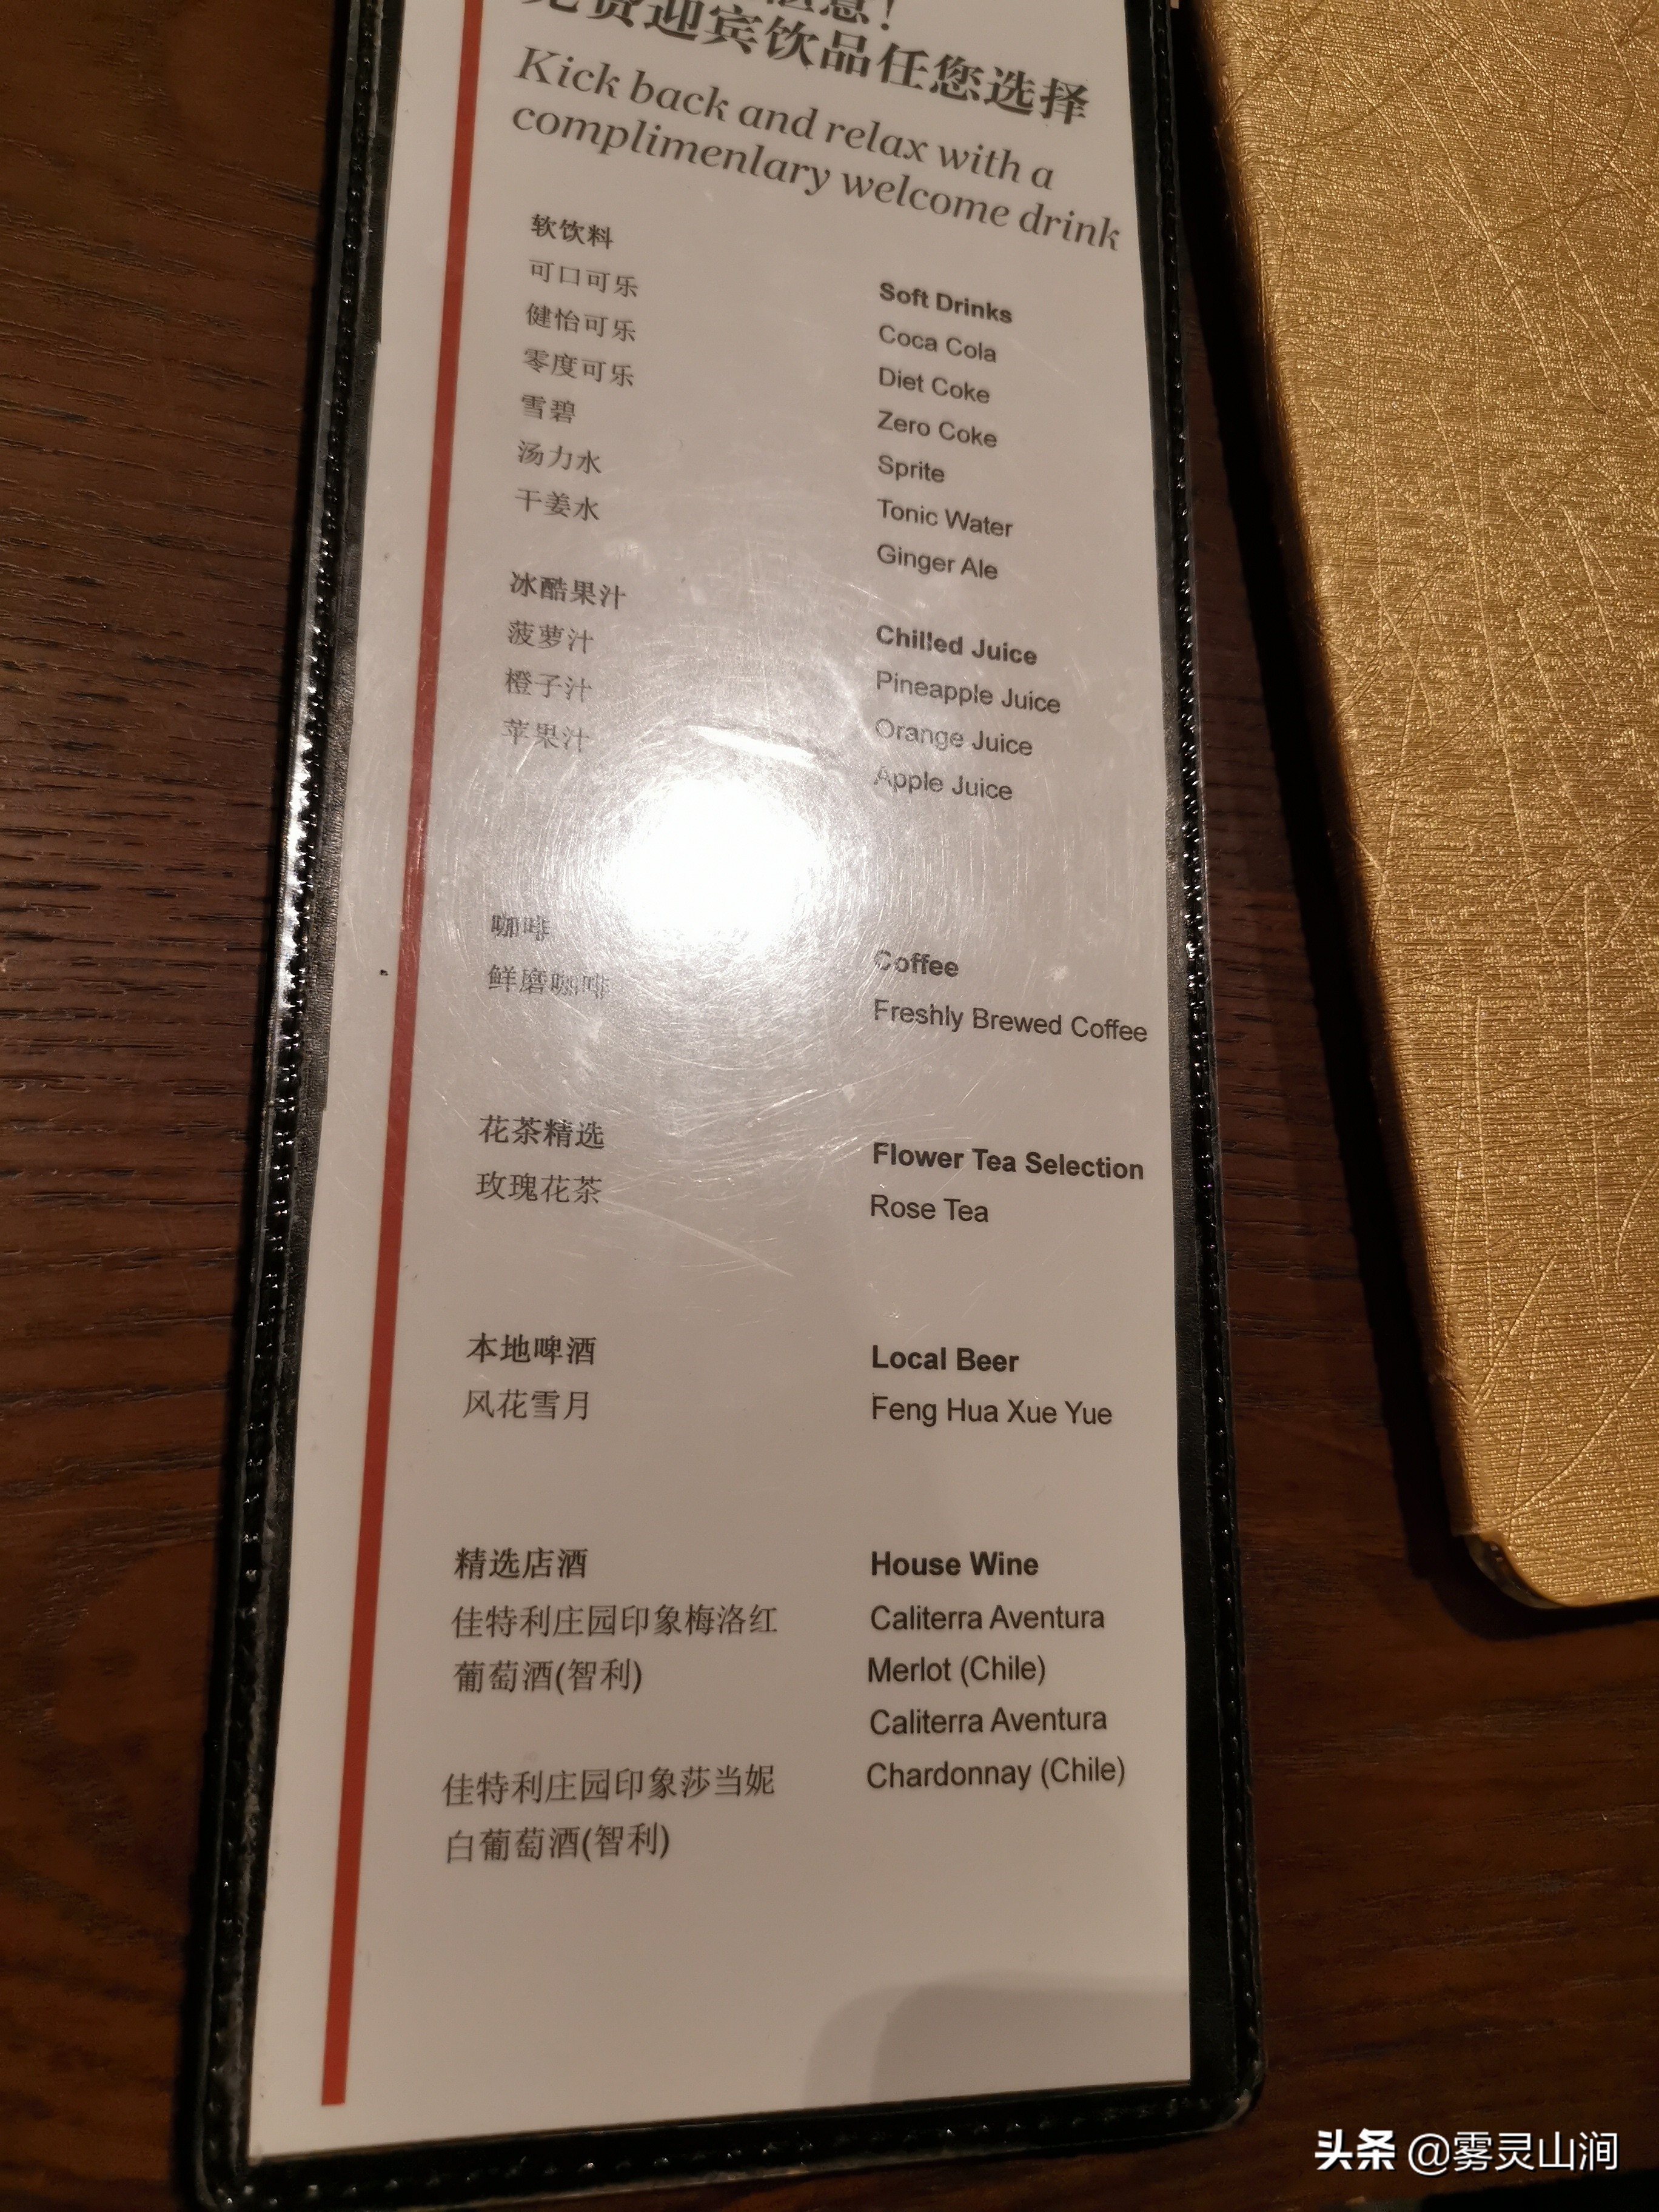 信息!
免费迎宾饮品任您选择
Kick back and relax with a
complimenlary welcome drink
软饮料
可口可乐
健怡可乐
零度可乐
雪碧
汤力水
干姜水
Soft Drinks
Coca Cola
Diet Coke
Zero Coke
Sprite
Tonic Water
Ginger Ale
冰酷果汁
菠萝汁
橙子汁
苹果汁
Chilled Juice
Pineapple Juice
Orange Juice
Apple Juice
咖啡
鲜磨咖啡
Coffee
Freshly Brewed Coffee
花茶精选
玫瑰花茶
Flower Tea Selection
Rose Tea
本地啤酒
风花雪月
Local Beer
Feng Hua Xue Yue
精选店酒
佳特利庄园印象梅洛红
葡萄酒(智利)
佳特利庄园印象莎当妮
白葡萄酒(智利)
House Wine
Caliterra Aventura
Merlot (Chile)
Caliterra Aventura
Chardonnay (Chile)
头条 @雾灵山涧